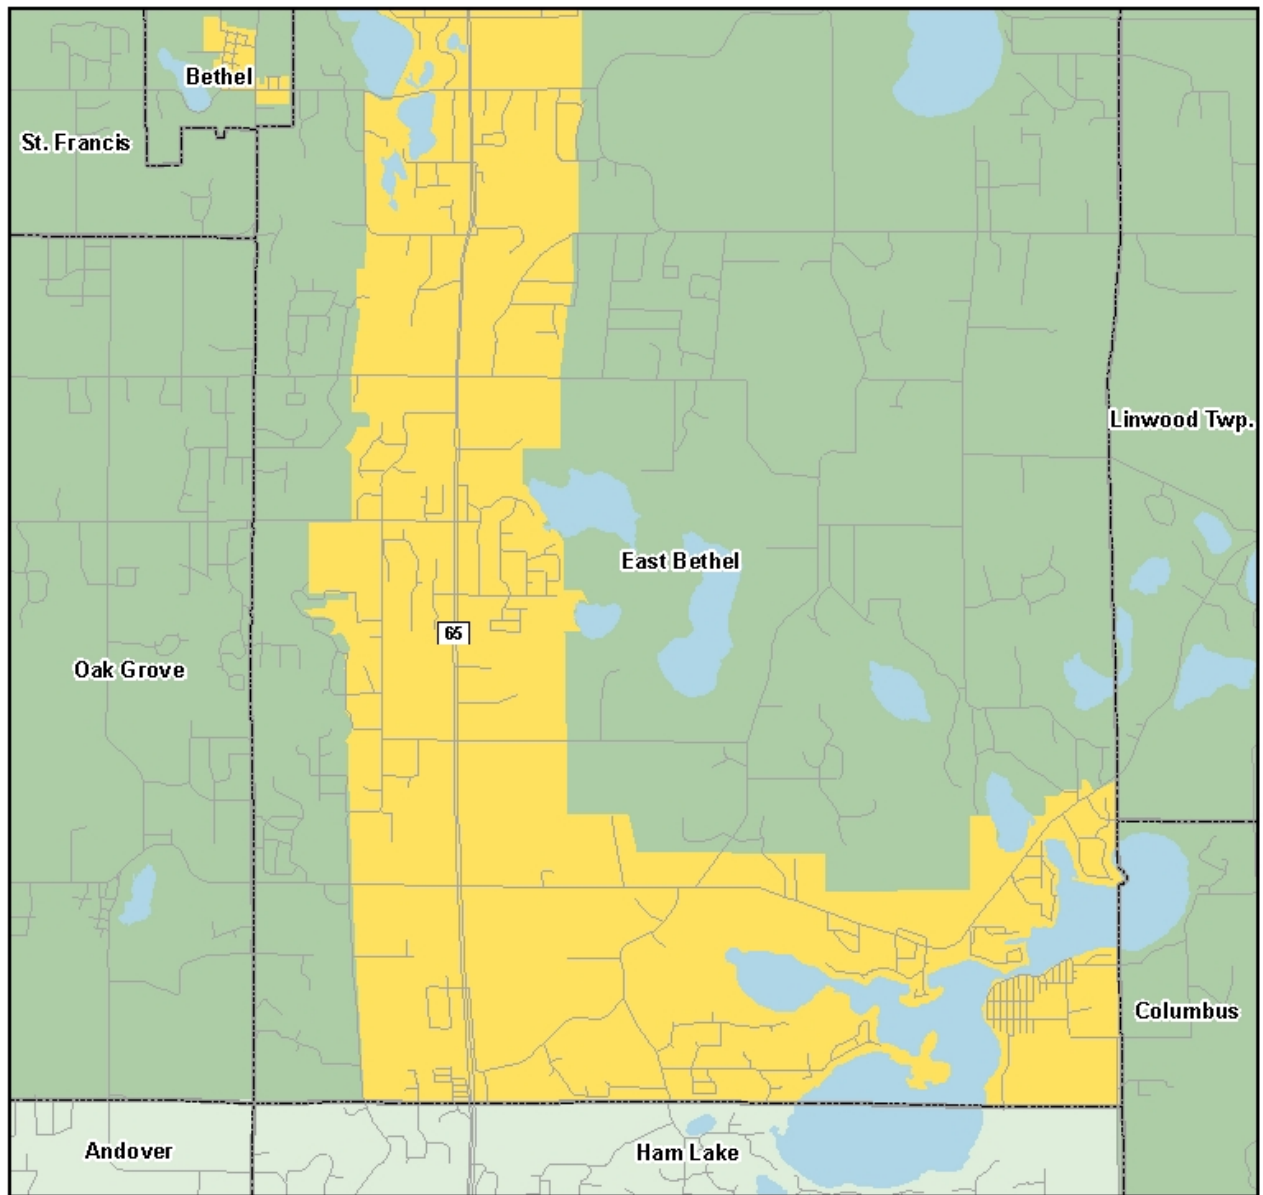 Bethel
St. Francis
Linwood Twp.
East Bethel
65
Oak Grove
Columbus
Andover
Ham Lake